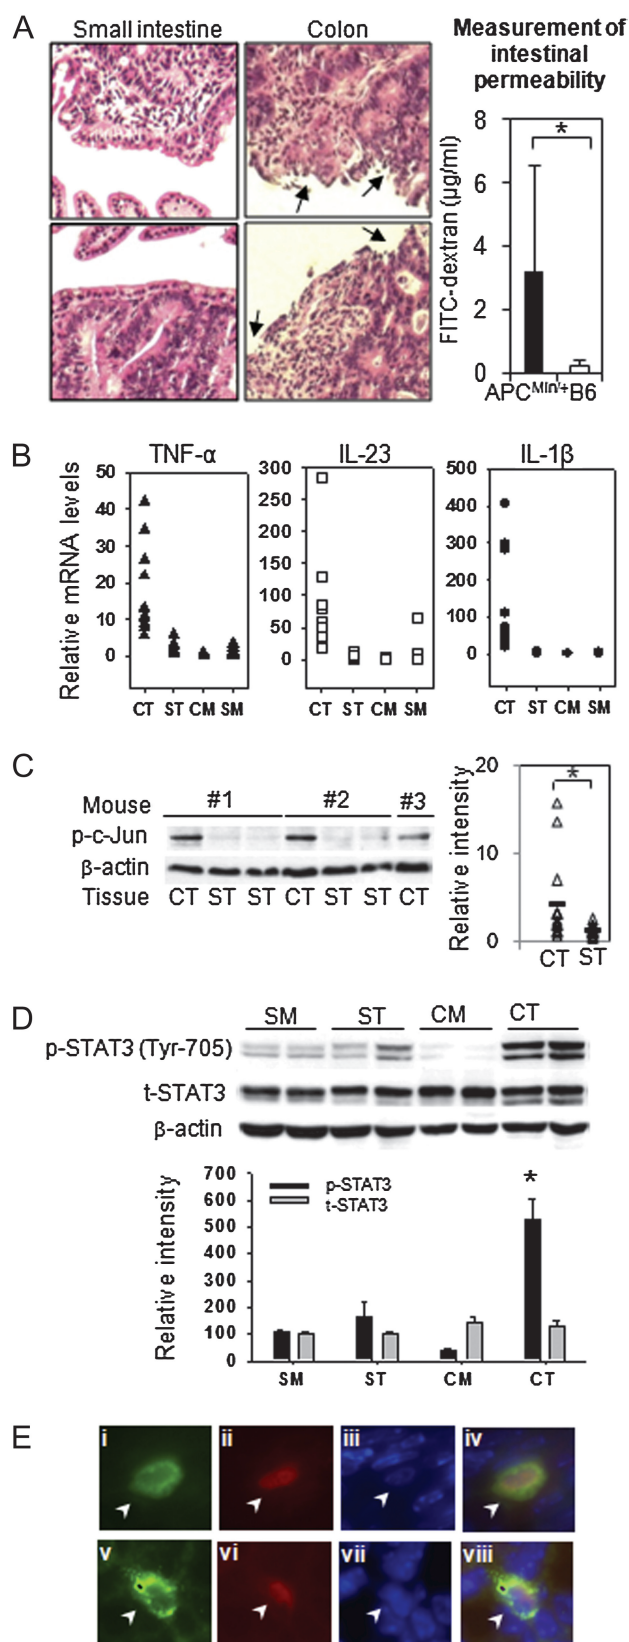 A
Small intestine
Colon
Measurement of
intestinal
permeability
FITC-dextran (µg/ml)
8
6
4
2
0
*
APC^Min/+ B6
B
TNF-α
IL-23
IL-1β
Relative mRNA levels
50
40
30
20
10
0
CT ST CM SM
300
250
200
150
100
50
0
CT ST CM SM
500
400
300
200
100
0
CT ST CM SM
C
Mouse #1 #2 #3
p-c-Jun
β-actin
Tissue CT ST ST CT ST ST CT
Relative intensity
20
10
0
*
CT ST
D
SM ST CM CT
p-STAT3 (Tyr-705)
t-STAT3
β-actin
Relative intensity
700
600
500
400
300
200
100
0
p-STAT3
t-STAT3
*
SM ST CM CT
E
i ii iii iv
v vi vii viii